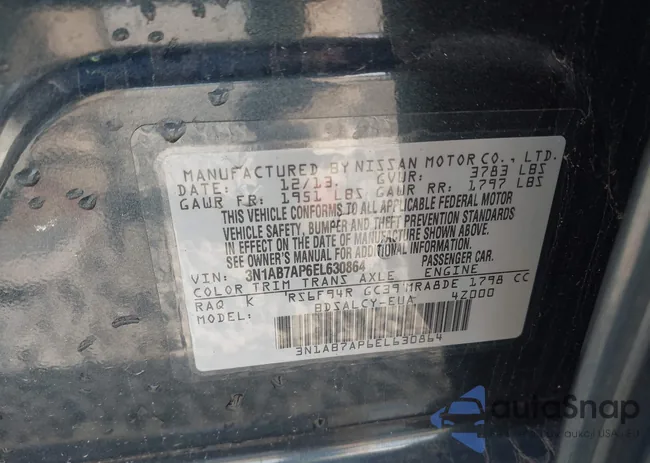 MANUFACTURED BY NISSAN MOTOR CO., LTD.
DATE: 12/13 GVWR: 3783 LBS
GAWR FR: 1951 LBS GAWR RR: 1797 LBS
THIS VEHICLE CONFORMS TO ALL APPLICABLE FEDERAL MOTOR
VEHICLE SAFETY, BUMPER AND THEFT PREVENTION STANDARDS
IN EFFECT ON THE DATE OF MANUFACTURE SHOWN ABOVE.
SEE OWNER'S MANUAL FOR ADDITIONAL INFORMATION.
VIN: 3N1AB7AP6EL630864 PASSENGER CAR.
COLOR TRIM TRANS AXLE ENGINE
RAQ K RS6F94R GC39 MRA8DE 1798 CC
MODEL: BDSALCY-EUA 4Z000
3N1AB7AP6EL630864
autoSnap